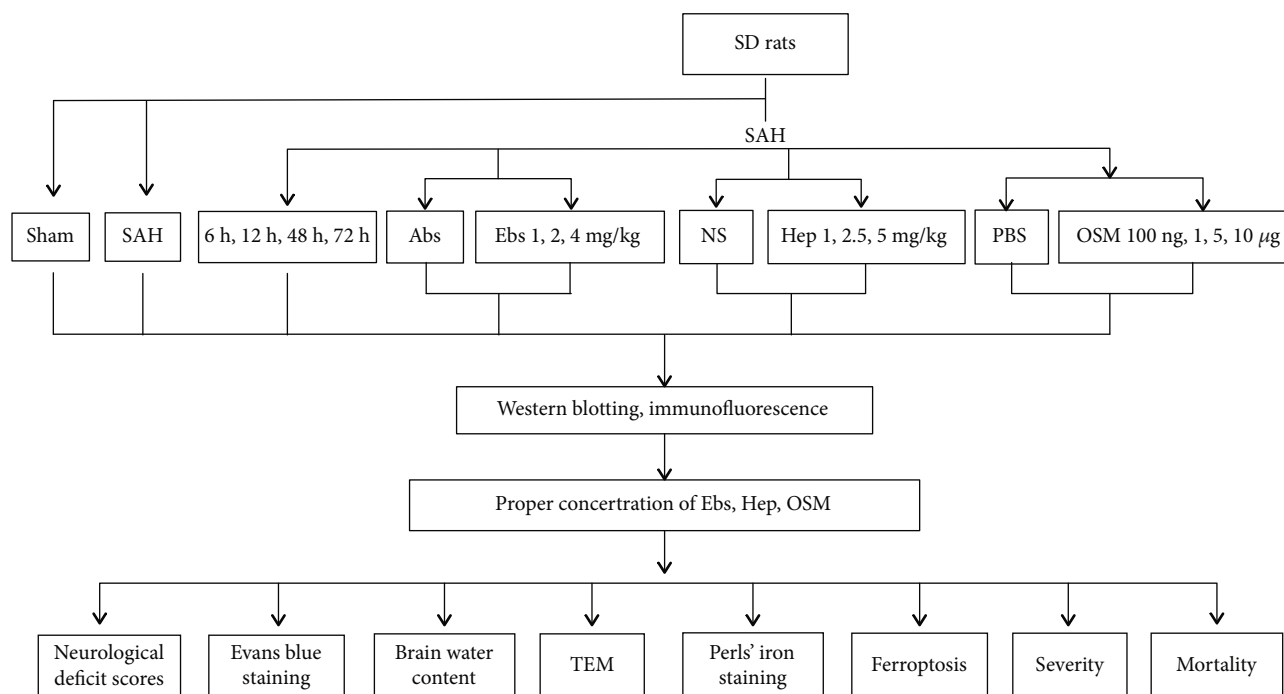 SD rats
SAH
Sham
SAH
6 h, 12 h, 48 h, 72 h
Abs
Ebs 1, 2, 4 mg/kg
NS
Hep 1, 2.5, 5 mg/kg
PBS
OSM 100 ng, 1, 5, 10 μg
Western blotting, immunofluorescence
Proper concertration of Ebs, Hep, OSM
Neurological
deficit scores
Evans blue
staining
Brain water
content
TEM
Perls' iron
staining
Ferroptosis
Severity
Mortality